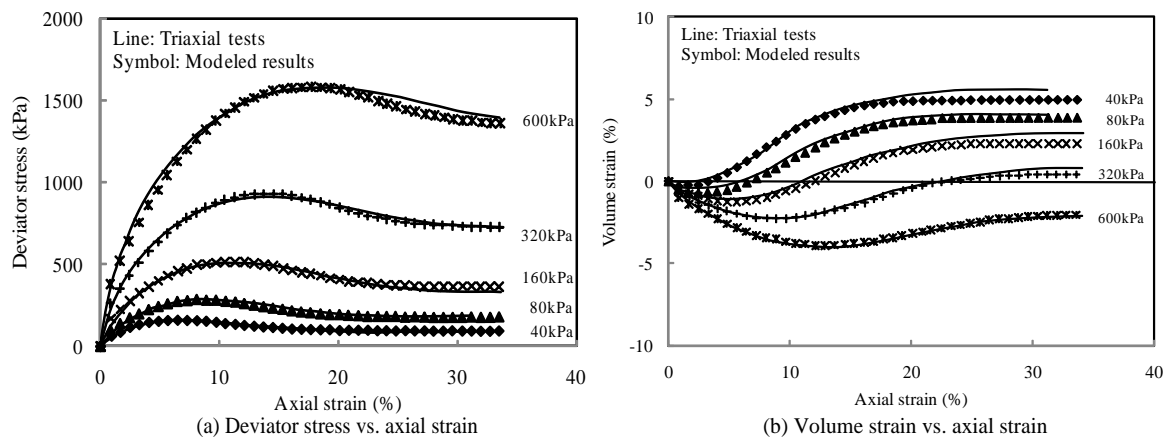 2000
1500
1000
500
0
Deviator stress (kPa)
Line: Triaxial tests
Symbol: Modeled results
600kPa
320kPa
160kPa
80kPa
40kPa
0 10 20 30 40
Axial strain (%)
(a) Deviator stress vs. axial strain
10
5
0
-5
-10
Volume strain (%)
Line: Triaxial tests
Symbol: Modeled results
40kPa
80kPa
160kPa
320kPa
600kPa
0 10 20 30 40
Axial strain (%)
(b) Volume strain vs. axial strain